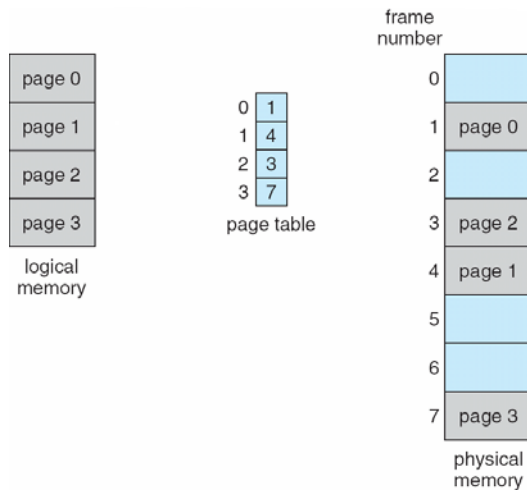 page 0
page 1
page 2
page 3
logical
memory
0 1
1 4
2 3
3 7
page table
frame
number
0
1 page 0
2
3 page 2
4 page 1
5
6
7 page 3
physical
memory